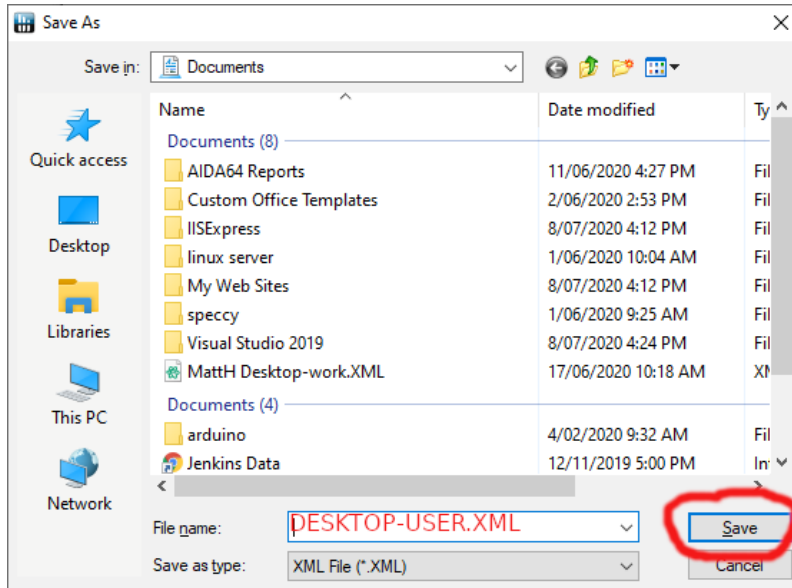 Save As
Save in: Documents
Name Date modified Ty
Documents (8)
Quick access
AIDA64 Reports 11/06/2020 4:27 PM Fil
Custom Office Templates 2/06/2020 2:53 PM Fil
Desktop
IISExpress 8/07/2020 4:12 PM Fil
linux server 1/06/2020 10:04 AM Fil
My Web Sites 8/07/2020 4:12 PM Fil
Libraries
speccy 1/06/2020 9:25 AM Fil
Visual Studio 2019 8/07/2020 4:24 PM Fil
MattH Desktop-work.XML 17/06/2020 10:18 AM XM
This PC
Documents (4)
arduino 4/02/2020 9:32 AM Fil
Jenkins Data 12/11/2019 5:00 PM Int
Network
File name: DESKTOP-USER.XML Save
Save as type: XML File (*.XML) Cancel